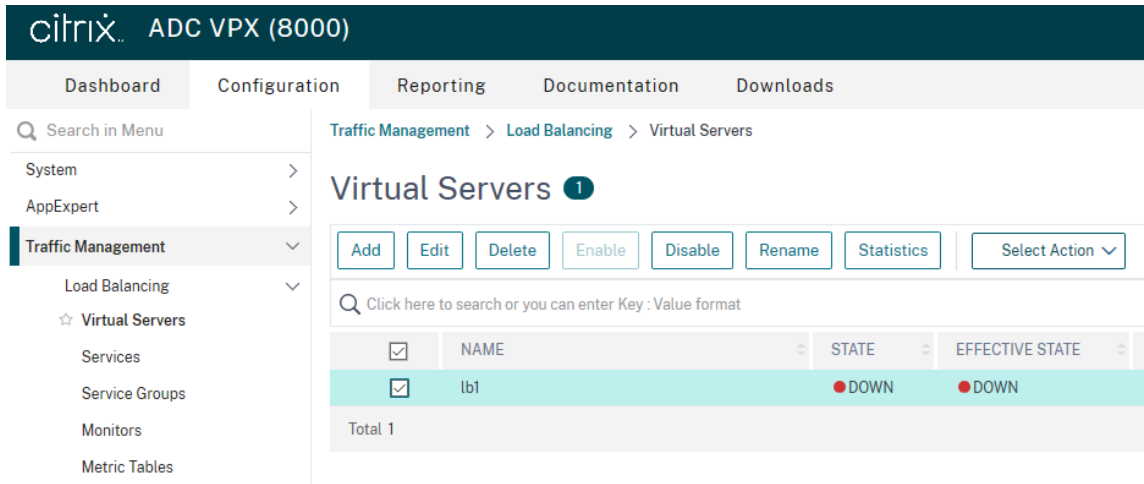 citrix. ADC VPX (8000)
Dashboard Configuration Reporting Documentation Downloads
Search in Menu
System
AppExpert
Traffic Management
Load Balancing
Virtual Servers
Services
Service Groups
Monitors
Metric Tables
Traffic Management > Load Balancing > Virtual Servers
Virtual Servers 1
Add Edit Delete Enable Disable Rename Statistics Select Action
Click here to search or you can enter Key : Value format
NAME STATE EFFECTIVE STATE
lb1 DOWN DOWN
Total 1